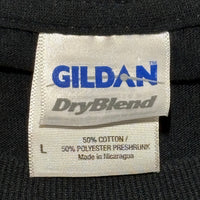 GILDAN
DryBlend
50% COTTON /
L 50% POLYESTER PRESHRUNK
Made in Nicaragua